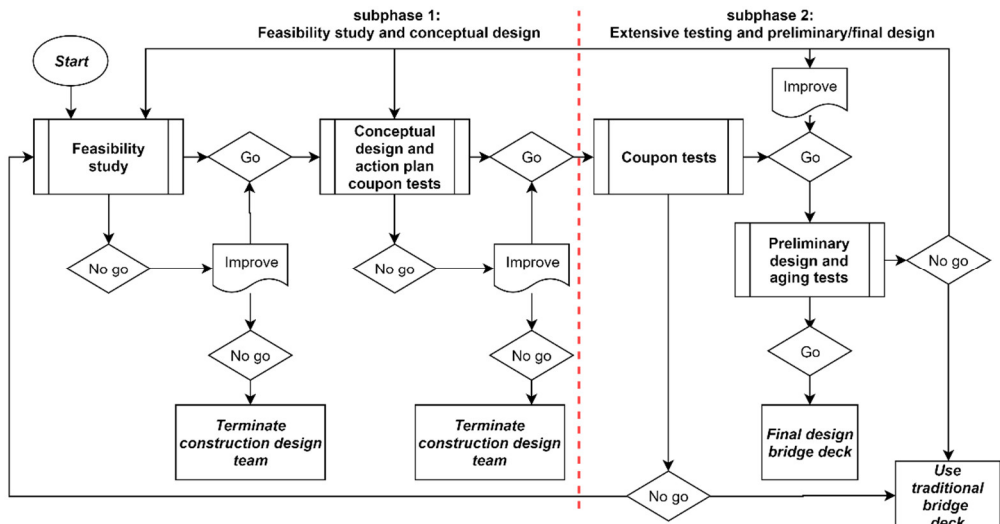 subphase 1:
Feasibility study and conceptual design
subphase 2:
Extensive testing and preliminary/final design
Start
Improve
Feasibility
study
Go
Conceptual
design and
action plan
coupon tests
Go
Coupon tests
Go
No go
Improve
No go
Improve
Preliminary
design and
aging tests
No go
No go
No go
Go
Terminate
construction design
team
Terminate
construction design
team
Final design
bridge deck
No go
Use
traditional
bridge
deck